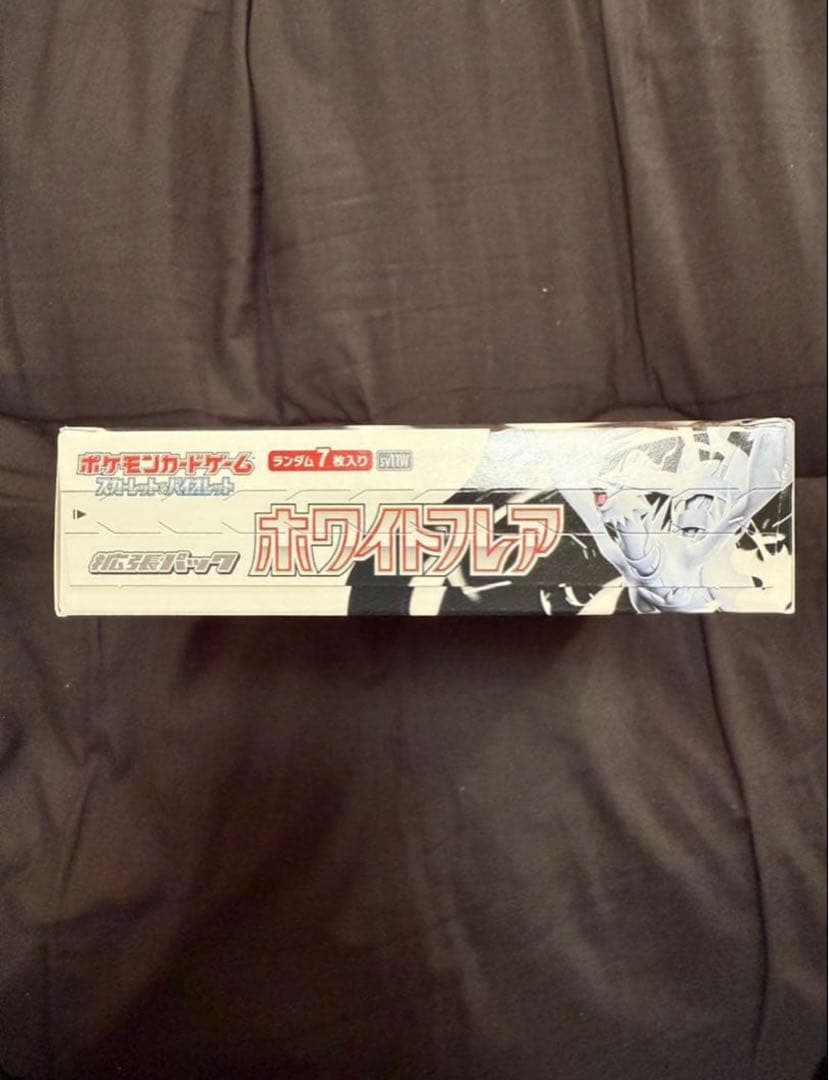 ポケモンカードゲーム
スカーレット&バイオレット
ランダム7枚入り
sv11W
拡張パック
ホワイトフレア